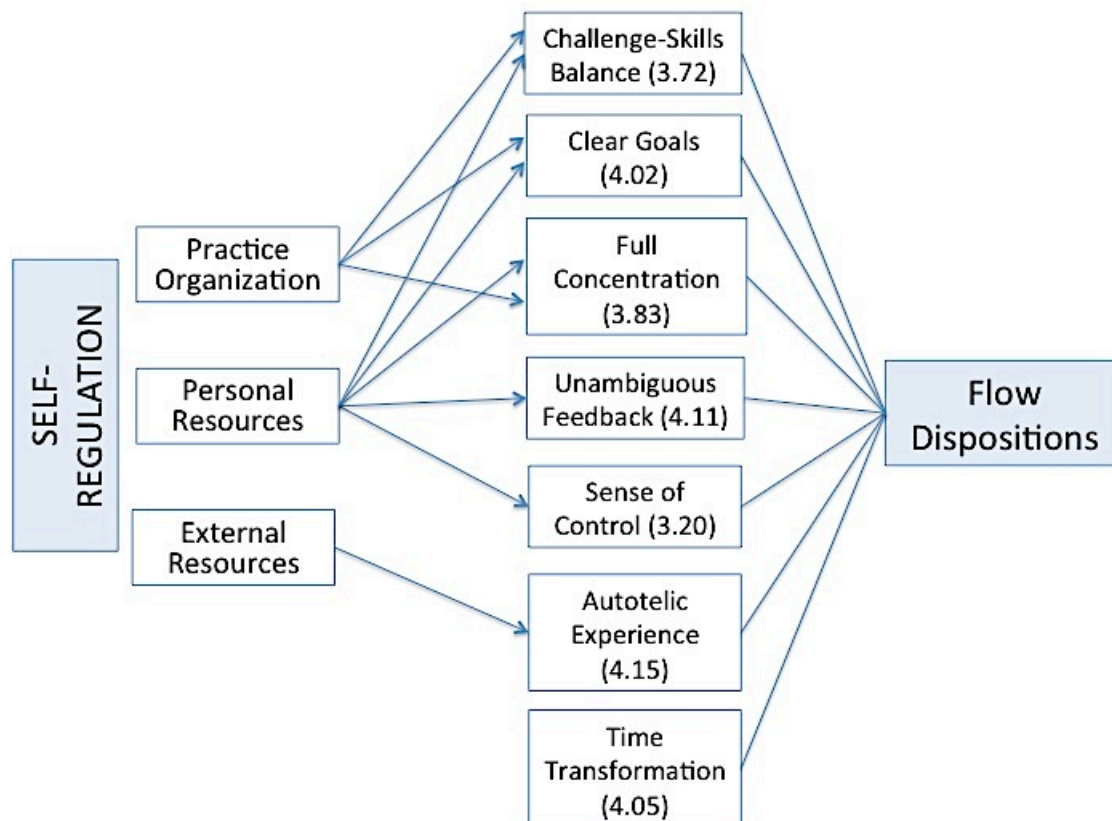 SELF-
REGULATION
Practice
Organization
Personal
Resources
External
Resources
Challenge-Skills
Balance (3.72)
Clear Goals
(4.02)
Full
Concentration
(3.83)
Unambiguous
Feedback (4.11)
Sense of
Control (3.20)
Autotelic
Experience
(4.15)
Time
Transformation
(4.05)
Flow
Dispositions